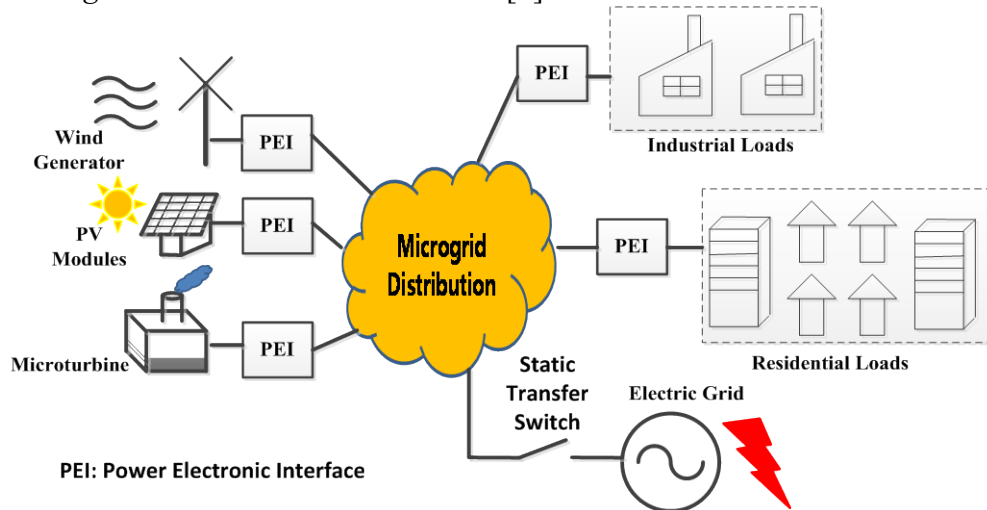 PEI
Industrial Loads
Wind
Generator
PEI
PV
Modules
PEI
Microgrid
Distribution
PEI
Residential Loads
Microturbine
PEI
Static
Transfer
Switch
Electric Grid
PEI: Power Electronic Interface